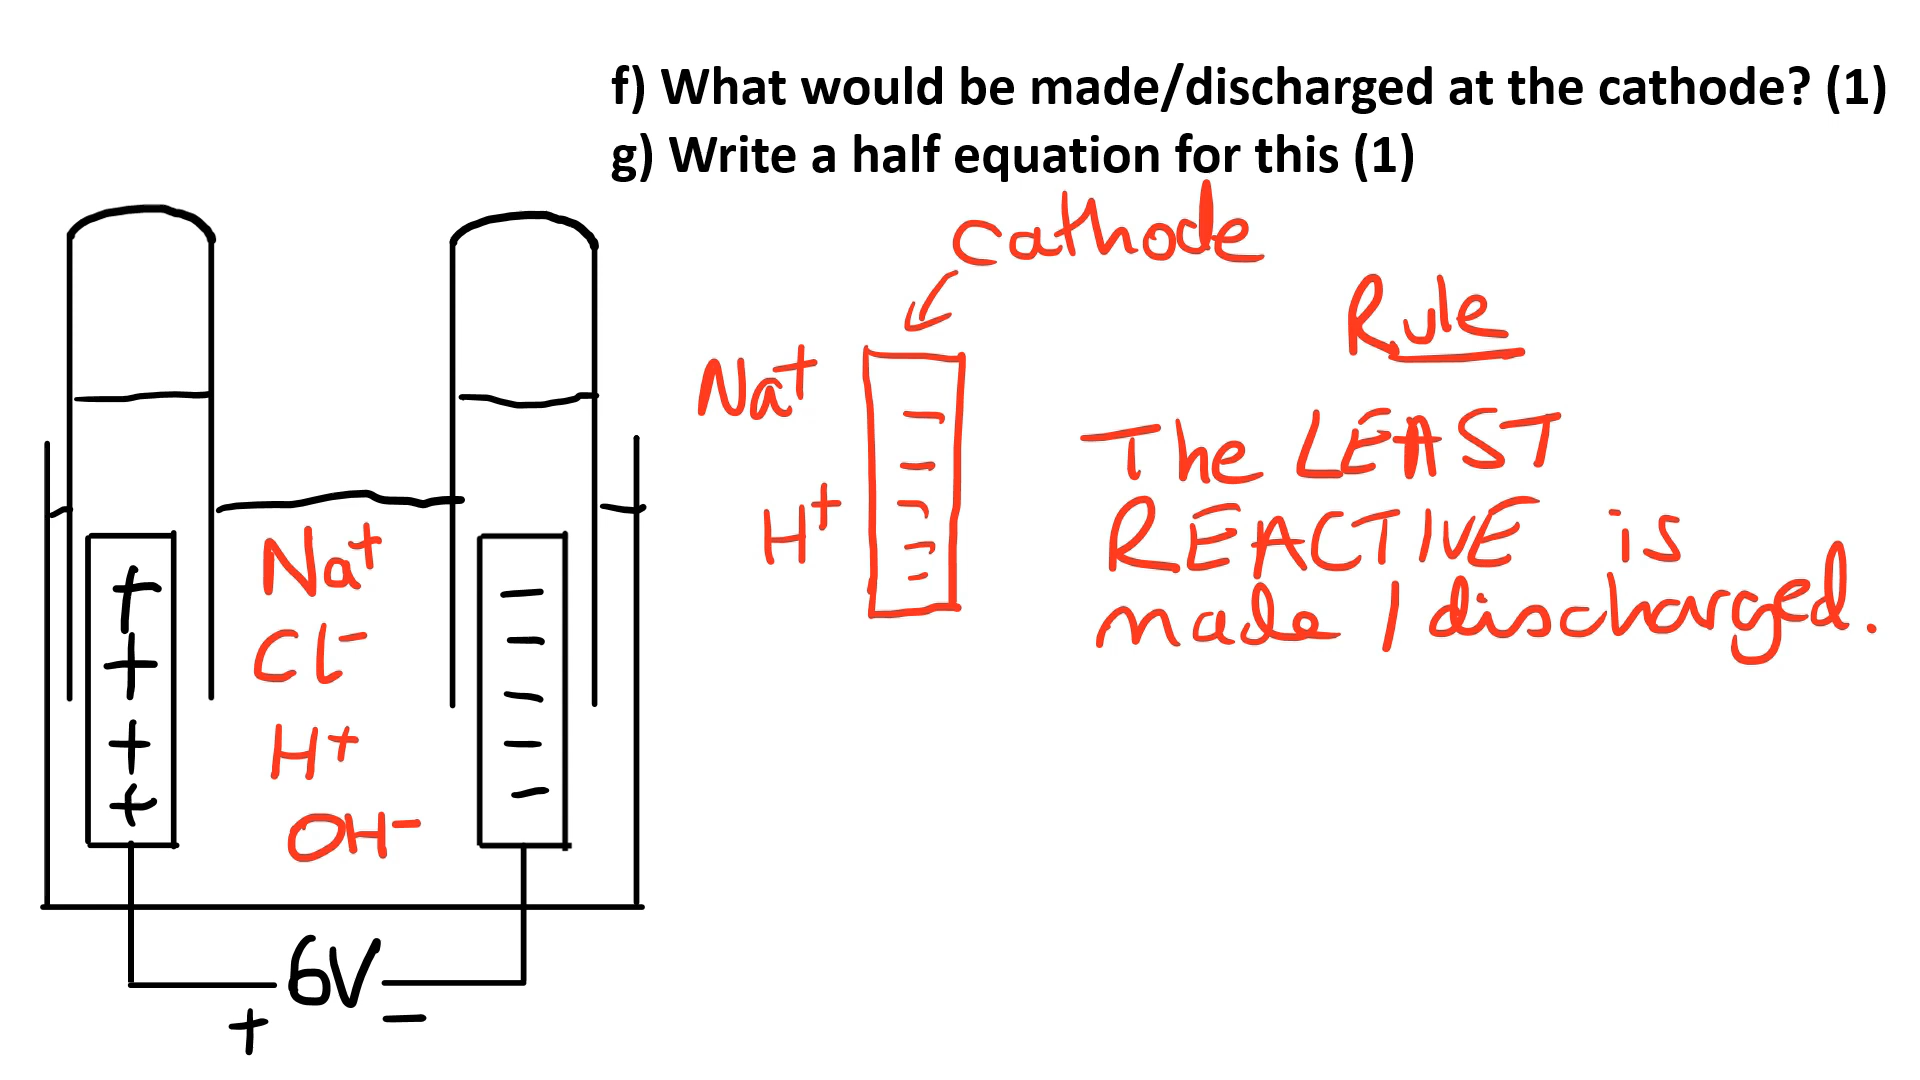 f) What would be made/discharged at the cathode? (1)
g) Write a half equation for this (1)
cathode
Rule
Na⁺
H⁺
The LEAST
REACTIVE is
made / discharged.
+
+
+
+
Na⁺
Cl⁻
H⁺
OH⁻
6V
+
−